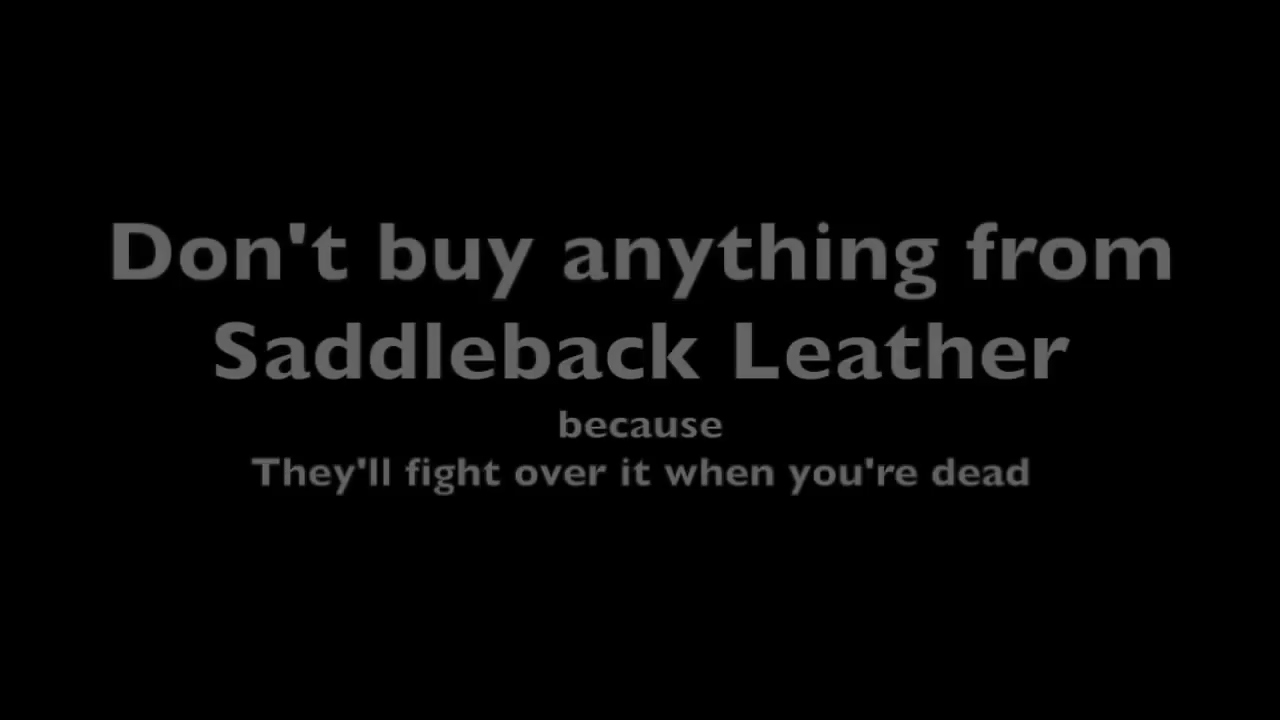 Don't buy anything from
Saddleback Leather
because
They'll fight over it when you're dead